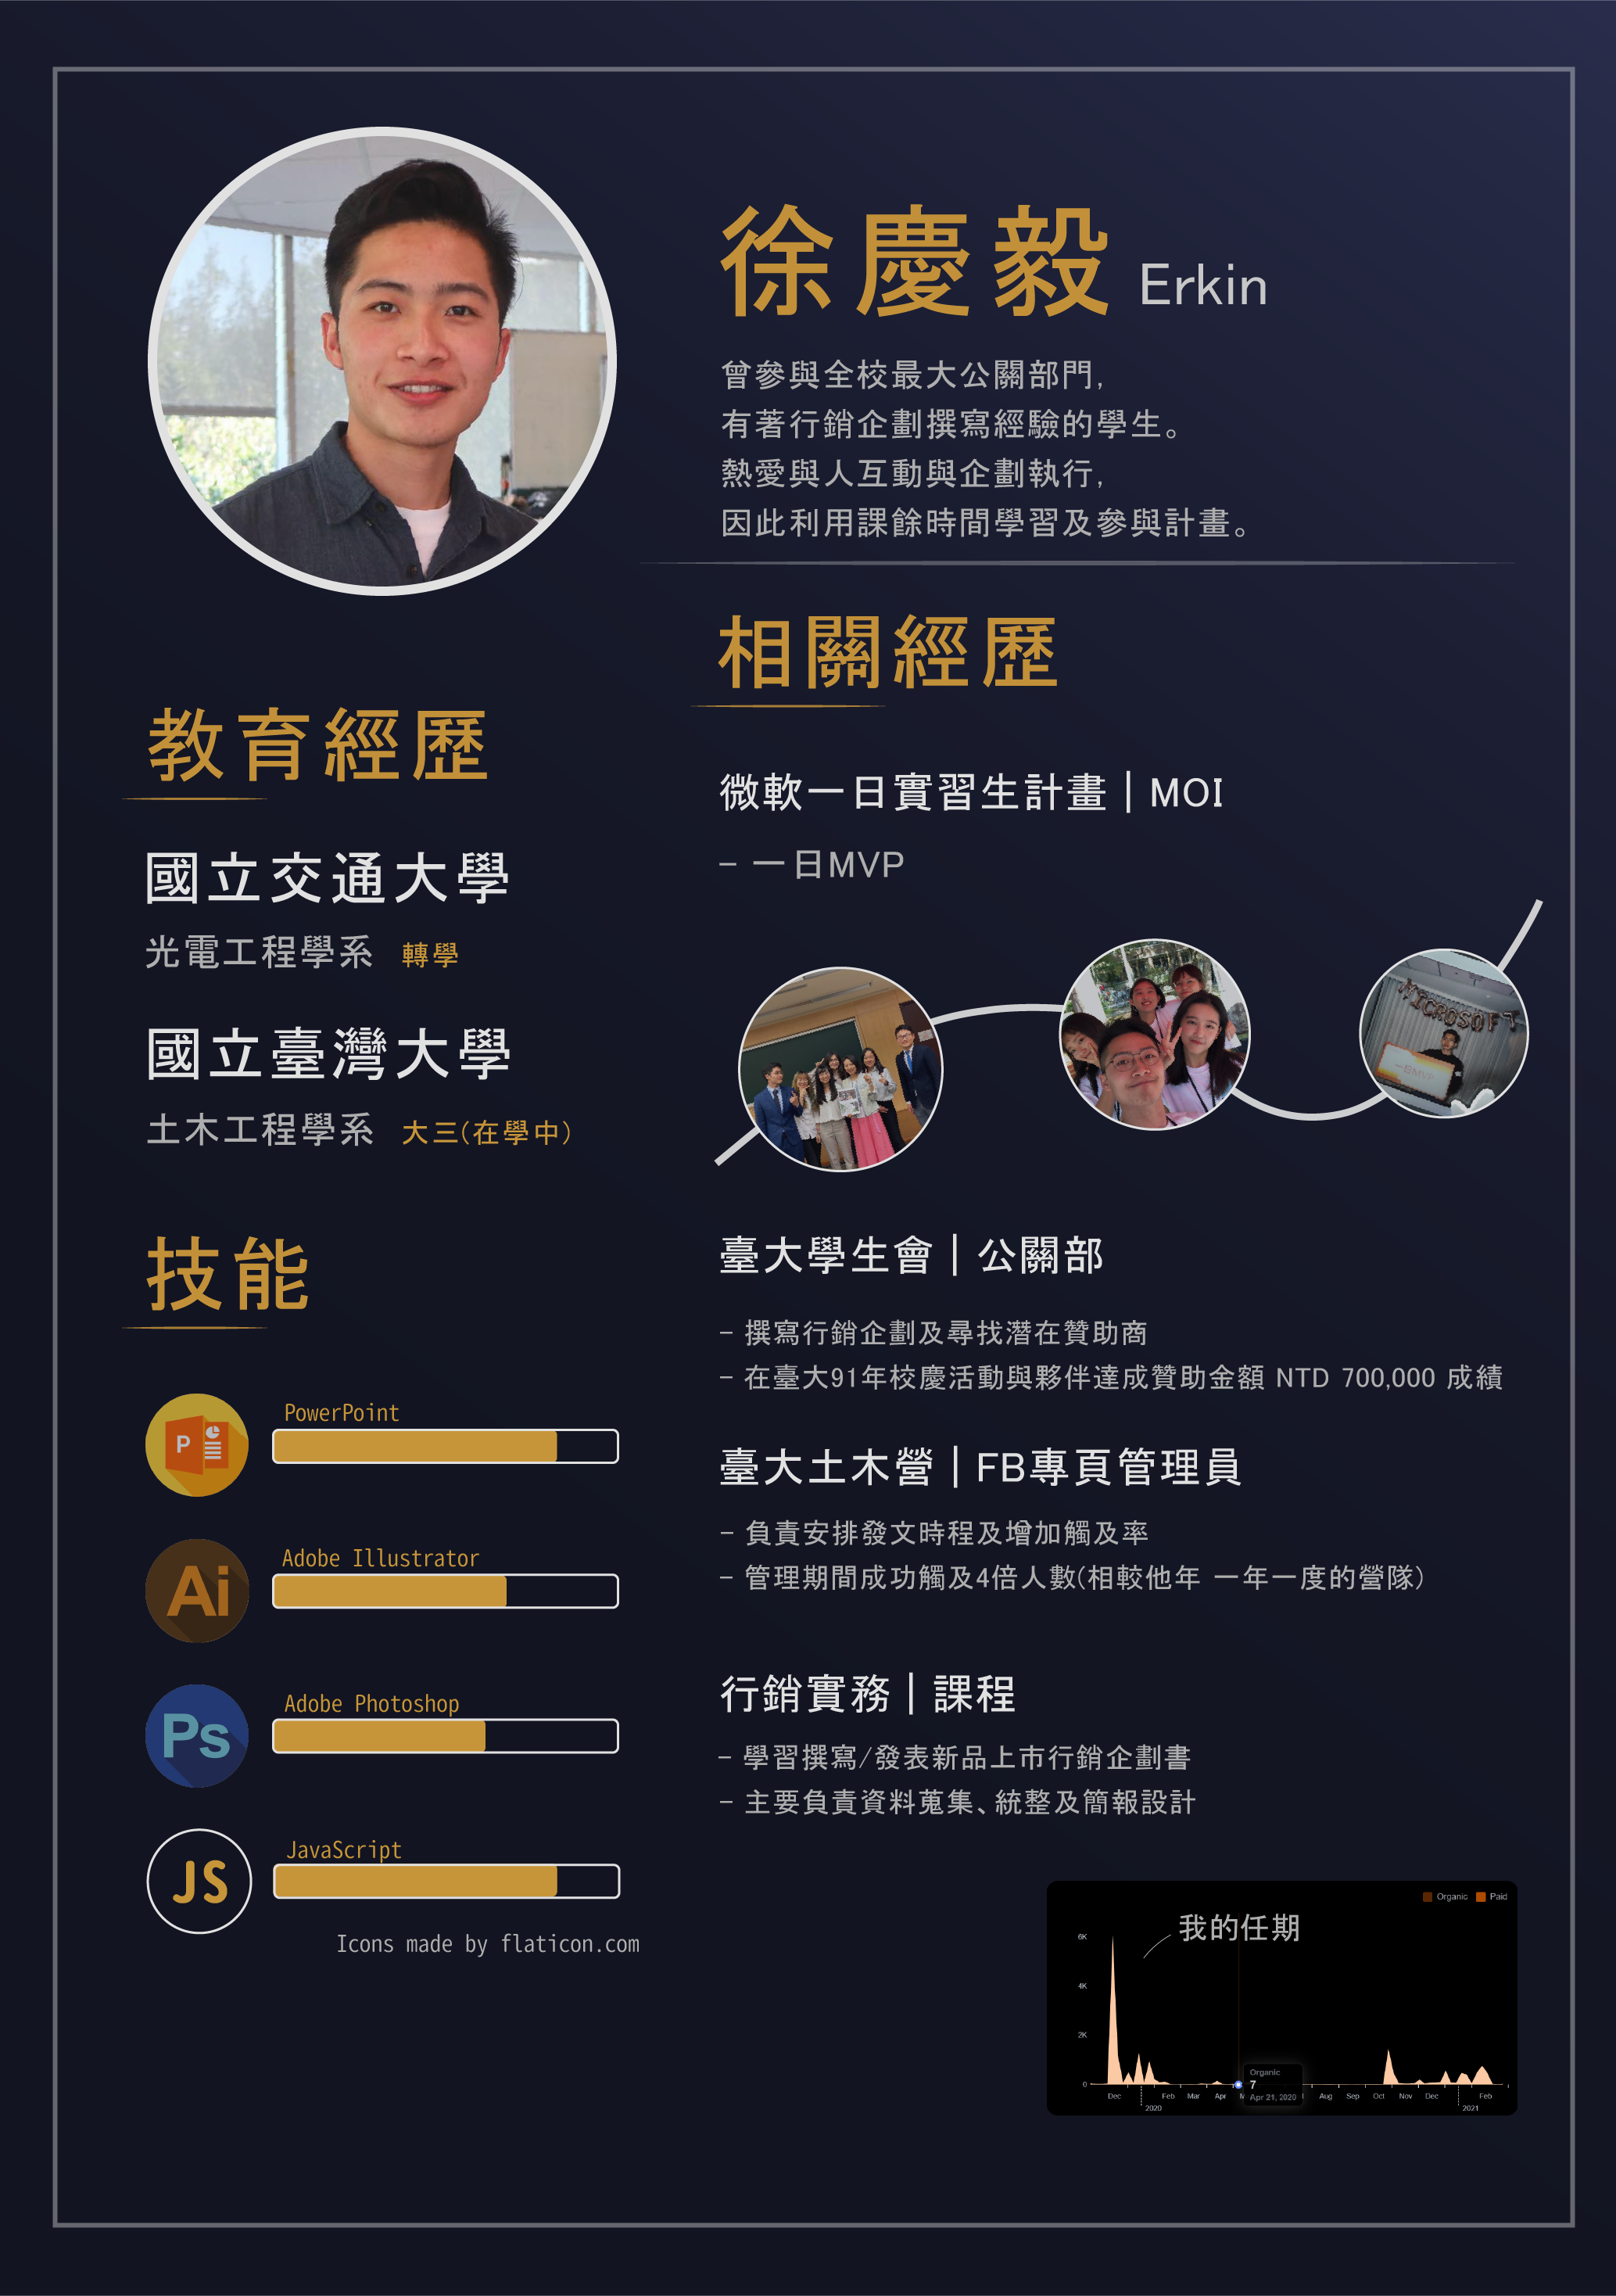 徐慶毅 Erkin
曾參與全校最大公關部門,
有著行銷企劃撰寫經驗的學生。
熱愛與人互動與企劃執行,
因此利用課餘時間學習及參與計畫。
教育經歷
國立交通大學
光電工程學系 轉學
國立臺灣大學
土木工程學系 大三(在學中)
技能
P
PowerPoint
Ai
Adobe Illustrator
Ps
Adobe Photoshop
JS
JavaScript
Icons made by flaticon.com
相關經歷
微軟一日實習生計畫 | MOI
- 一日MVP
MICROSOFT
一日MVP
臺大學生會 | 公關部
- 撰寫行銷企劃及尋找潛在贊助商
- 在臺大91年校慶活動與夥伴達成贊助金額 NTD 700,000 成績
臺大土木營 | FB專頁管理員
- 負責安排發文時程及增加觸及率
- 管理期間成功觸及4倍人數(相較他年 一年一度的營隊)
行銷實務 | 課程
- 學習撰寫/發表新品上市行銷企劃書
- 主要負責資料蒐集、統整及簡報設計
Organic Paid
我的任期
6K
4K
2K
0
Organic
7
Apr 21, 2020
Dec Feb Mar Apr Aug Sep Oct Nov Dec Feb
2020 2021